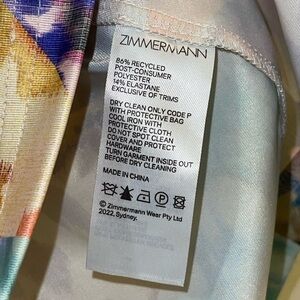 ZIMMERMANN
86% RECYCLED
POST-CONSUMER
POLYESTER
14% ELASTANE
EXCLUSIVE OF TRIMS
DRY CLEAN ONLY CODE P
WITH PROTECTIVE BAG
COOL IRON WITH
PROTECTIVE CLOTH
DO NOT SPOT CLEAN
COVER AND PROTECT
HARDWARE
TURN GARMENT INSIDE OUT
BEFORE DRY CLEANING
MADE IN CHINA
© Zimmermann Wear Pty Ltd
2022, Sydney.